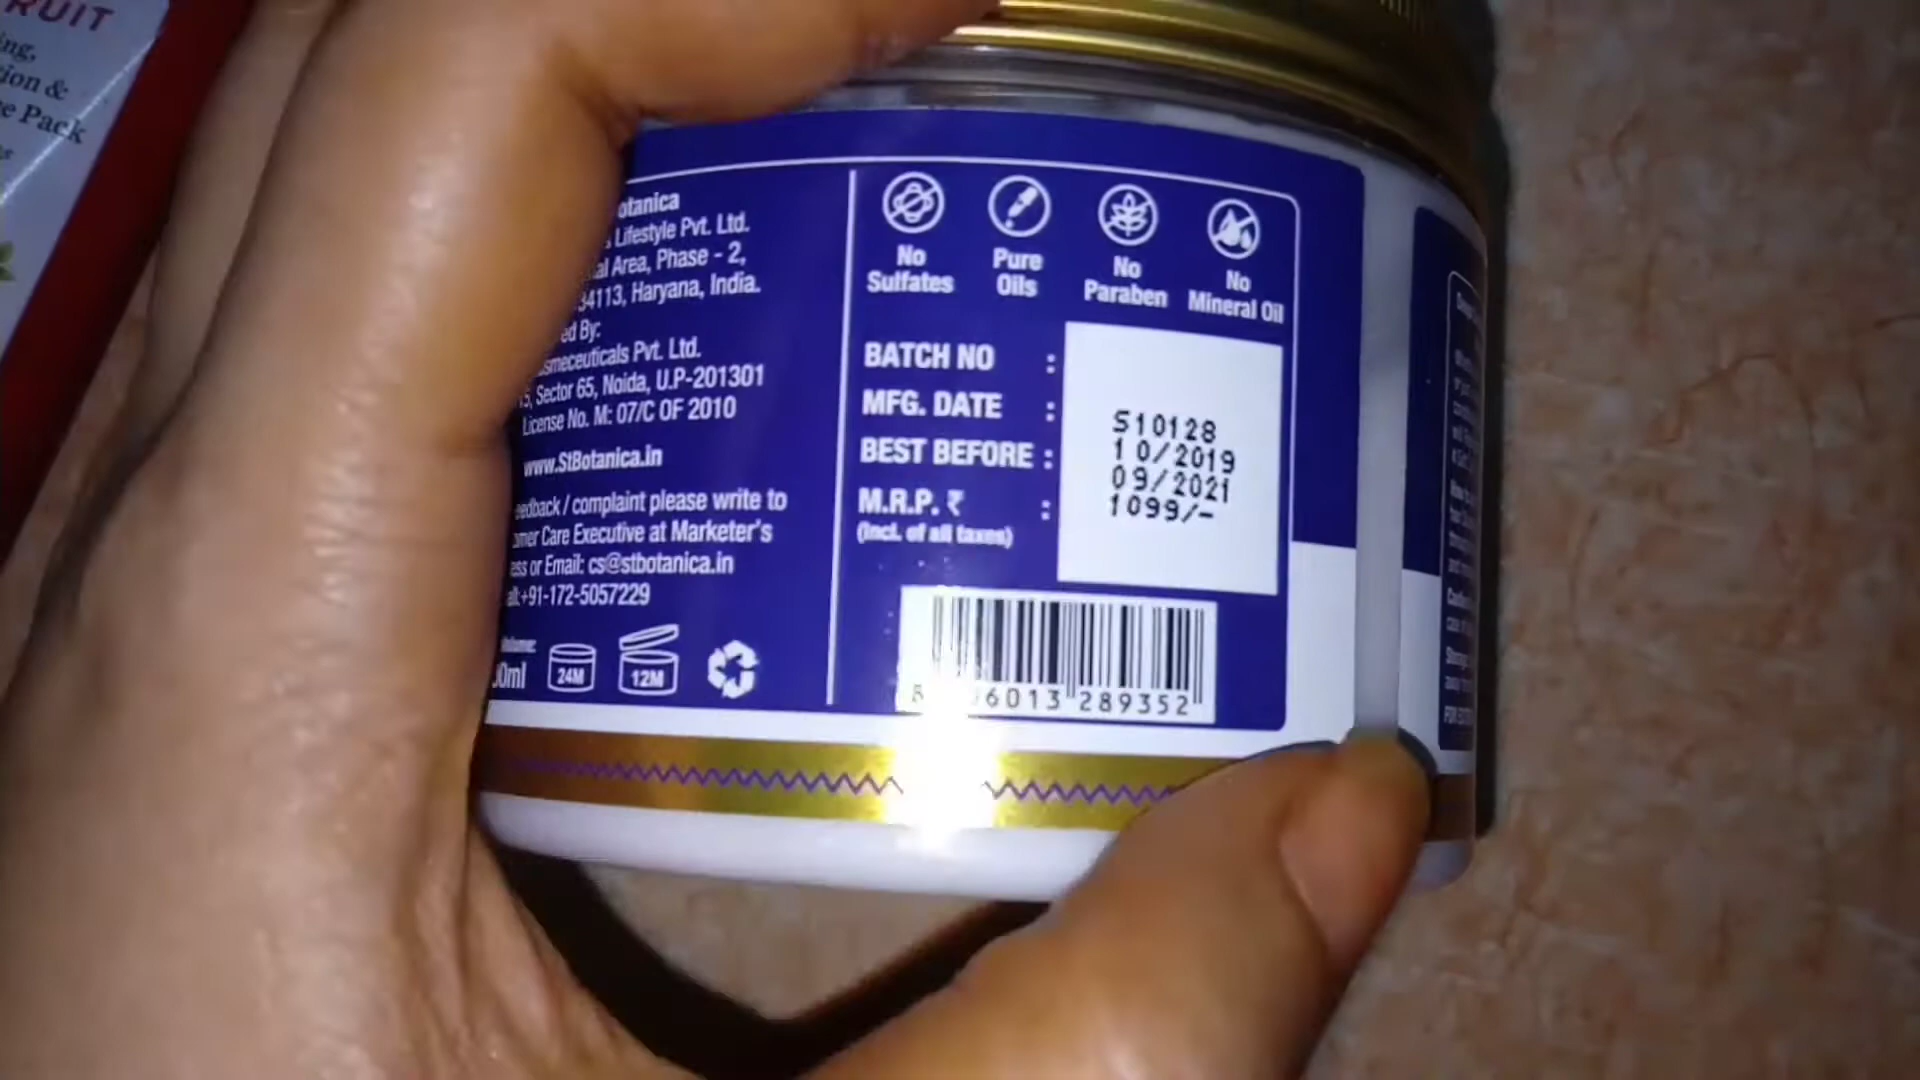 RUIT
ing,
tion &
e Pack
otanica
Lifestyle Pvt. Ltd.
al Area, Phase - 2,
34113, Haryana, India.
ed By:
smeceuticals Pvt. Ltd.
Sector 65, Noida, U.P-201301
License No. M: 07/C OF 2010
www.StBotanica.in
eedback / complaint please write to
omer Care Executive at Marketer's
ess or Email: cs@stbotanica.in
all:+91-172-5057229
0ml
24M
12M
No Sulfates
Pure Oils
No Paraben
No Mineral Oil
BATCH NO : S10128
MFG. DATE : 10/2019
BEST BEFORE : 09/2021
M.R.P. ₹ : 1099/-
(Incl. of all taxes)
6013 289352